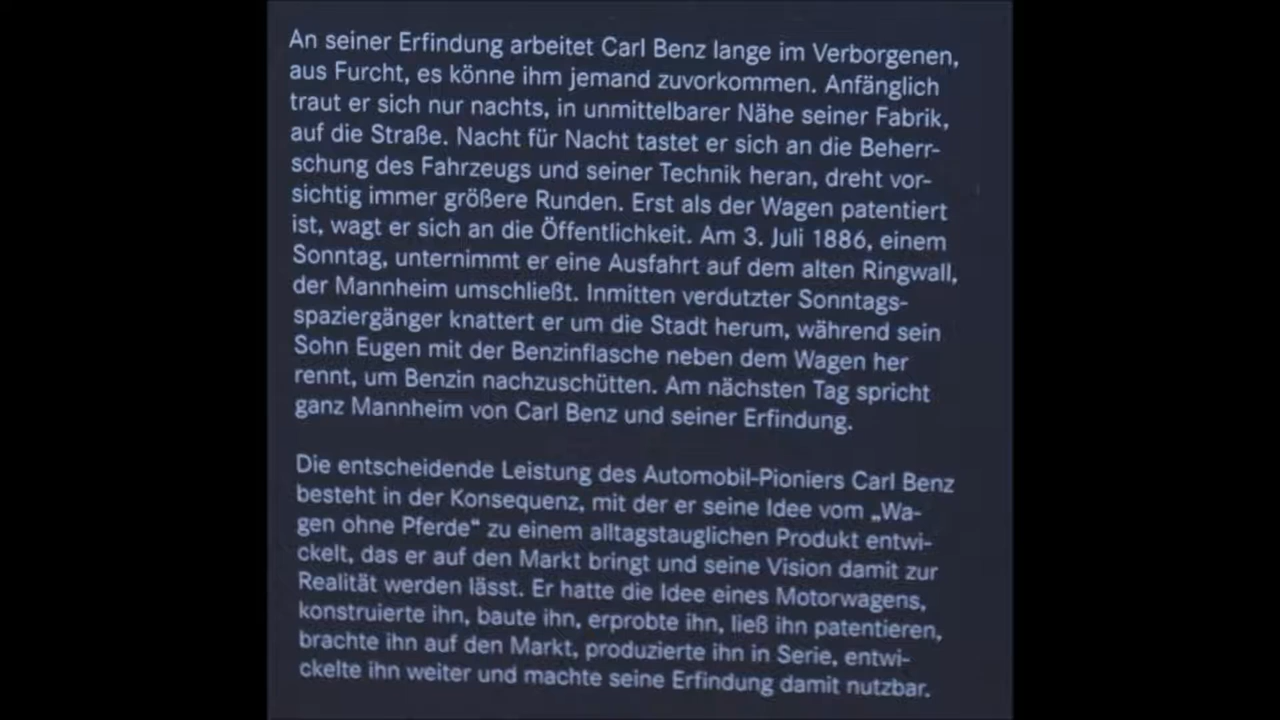 An seiner Erfindung arbeitet Carl Benz lange im Verborgenen,
aus Furcht, es könne ihm jemand zuvorkommen. Anfänglich
traut er sich nur nachts, in unmittelbarer Nähe seiner Fabrik,
auf die Straße. Nacht für Nacht tastet er sich an die Beherr-
schung des Fahrzeugs und seiner Technik heran, dreht vor-
sichtig immer größere Runden. Erst als der Wagen patentiert
ist, wagt er sich an die Öffentlichkeit. Am 3. Juli 1886, einem
Sonntag, unternimmt er eine Ausfahrt auf dem alten Ringwall,
der Mannheim umschließt. Inmitten verdutzter Sonntags-
spaziergänger knattert er um die Stadt herum, während sein
Sohn Eugen mit der Benzinflasche neben dem Wagen her
rennt, um Benzin nachzuschütten. Am nächsten Tag spricht
ganz Mannheim von Carl Benz und seiner Erfindung.
Die entscheidende Leistung des Automobil-Pioniers Carl Benz
besteht in der Konsequenz, mit der er seine Idee vom „Wa-
gen ohne Pferde“ zu einem alltagstauglichen Produkt entwi-
ckelt, das er auf den Markt bringt und seine Vision damit zur
Realität werden lässt. Er hatte die Idee eines Motorwagens,
konstruierte ihn, baute ihn, erprobte ihn, ließ ihn patentieren,
brachte ihn auf den Markt, produzierte ihn in Serie, entwi-
ckelte ihn weiter und machte seine Erfindung damit nutzbar.